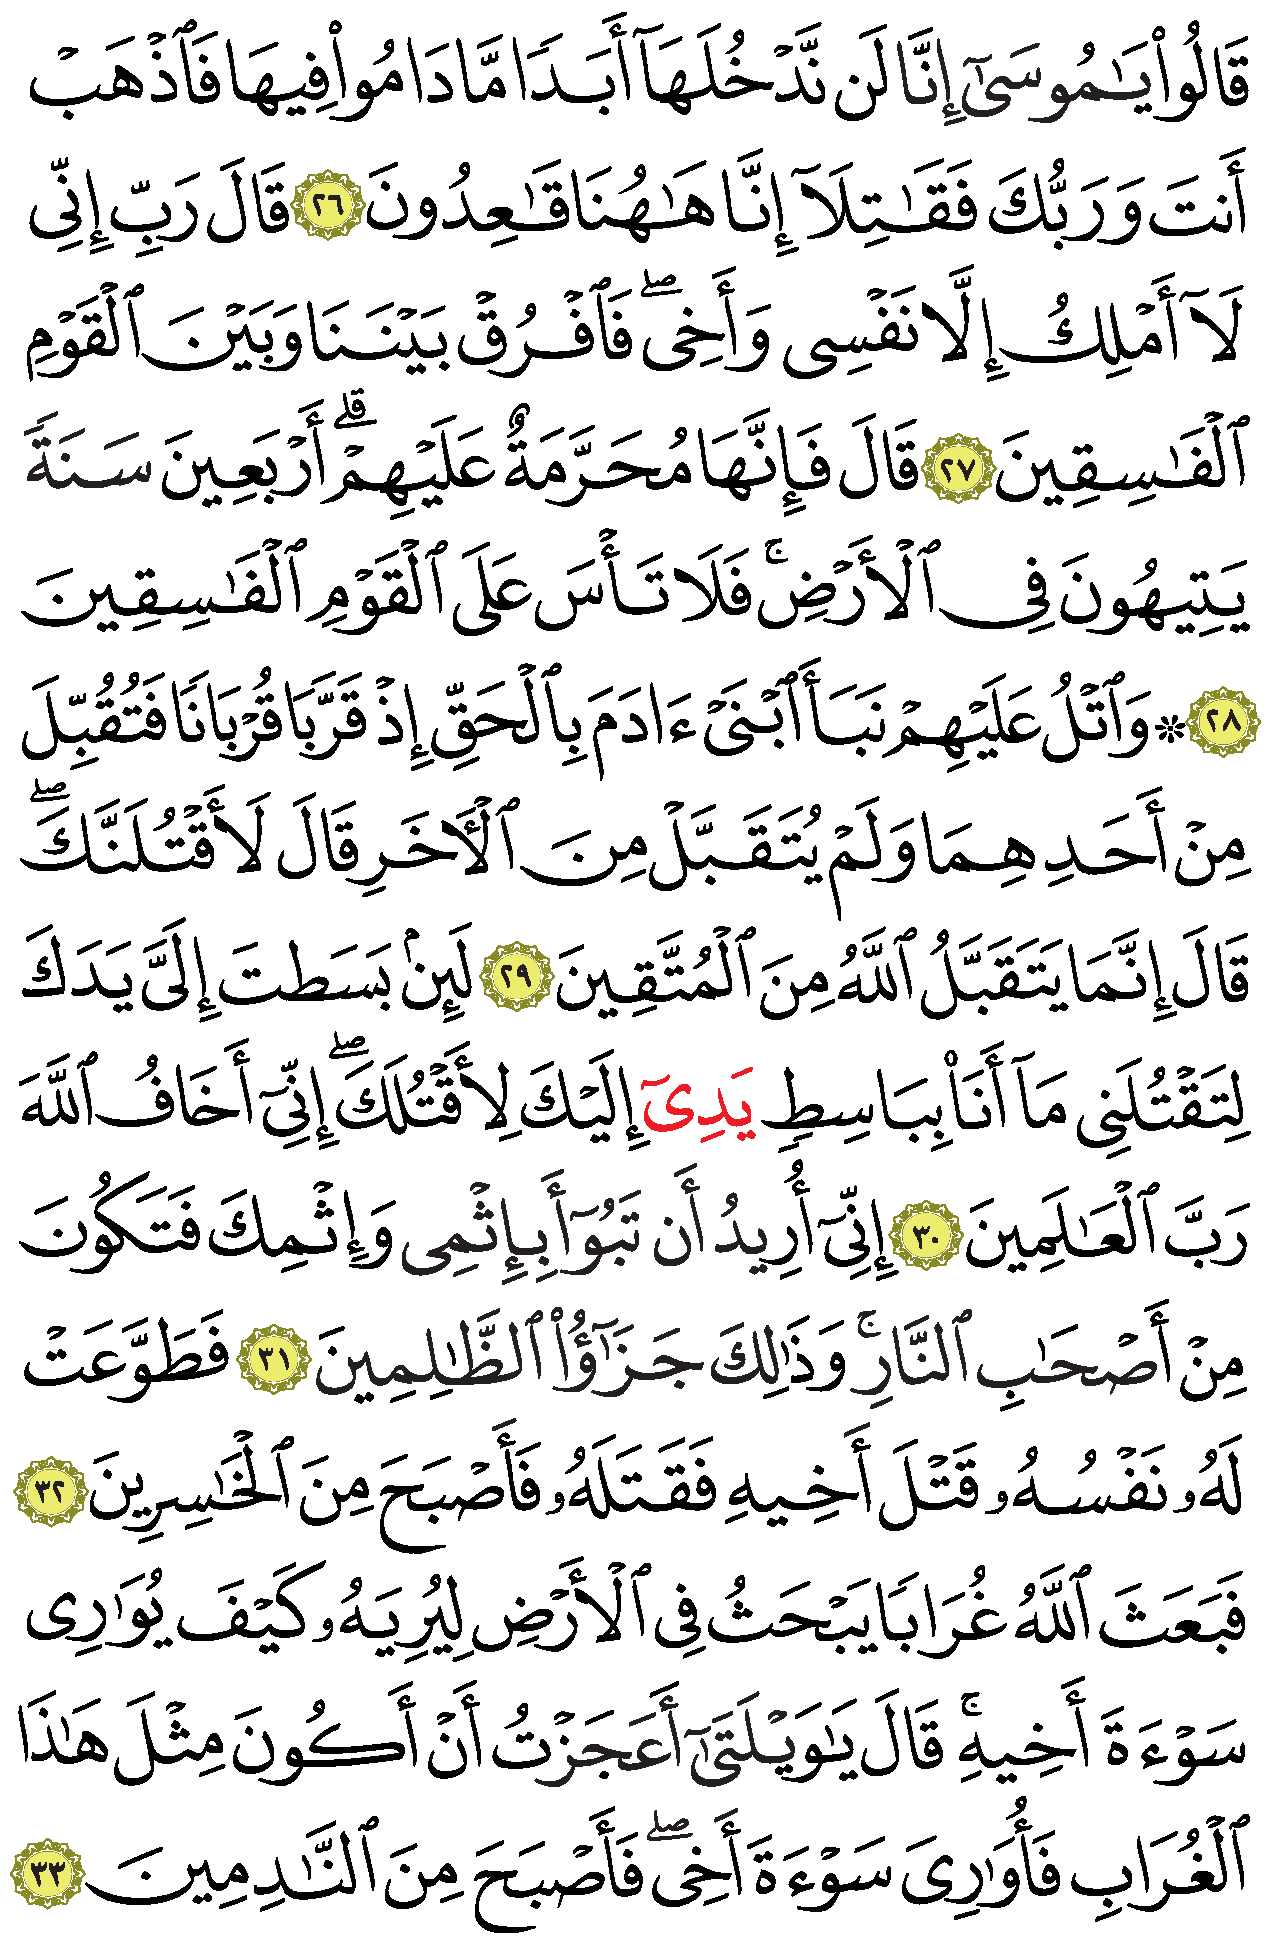 قَالُوا۟ يَـٰمُوسَىٰٓ إِنَّا لَن نَّدۡخُلَهَآ أَبَدًا مَّا دَامُوا۟ فِيهَا فَٱذۡهَبۡ
أَنتَ وَرَبُّكَ فَقَـٰتِلَآ إِنَّا هَـٰهُنَا قَـٰعِدُونَ ٢٦ قَالَ رَبِّ إِنِّى
لَآ أَمۡلِكُ إِلَّا نَفۡسِى وَأَخِىۖ فَٱفۡرُقۡ بَيۡنَنَا وَبَيۡنَ ٱلۡقَوۡمِ
ٱلۡفَـٰسِقِينَ ٢٧ قَالَ فَإِنَّهَا مُحَرَّمَةٌ عَلَيۡهِمۡۗ أَرۡبَعِينَ سَنَةً
يَتِيهُونَ فِى ٱلۡأَرۡضِۚ فَلَا تَأۡسَ عَلَى ٱلۡقَوۡمِ ٱلۡفَـٰسِقِينَ
٢٨ ۞ وَٱتۡلُ عَلَيۡهِمۡ نَبَأَ ٱبۡنَىۡ ءَادَمَ بِٱلۡحَقِّ إِذۡ قَرَّبَا قُرۡبَانًا فَتُقُبِّلَ
مِنۡ أَحَدِهِمَا وَلَمۡ يُتَقَبَّلۡ مِنَ ٱلۡأٓخَرِ قَالَ لَأَقۡتُلَنَّكَۖ
قَالَ إِنَّمَا يَتَقَبَّلُ ٱللَّهُ مِنَ ٱلۡمُتَّقِينَ ٢٩ لَئِنۢ بَسَطتَ إِلَىَّ يَدَكَ
لِتَقۡتُلَنِى مَآ أَنَا۠ بِبَاسِطٍ يَدِىَ إِلَيۡكَ لِأَقۡتُلَكَۖ إِنِّىٓ أَخَافُ ٱللَّهَ
رَبَّ ٱلۡعَـٰلَمِينَ ٣٠ إِنِّىٓ أُرِيدُ أَن تَبُوٓأَ بِإِثۡمِى وَإِثۡمِكَ فَتَكُونَ
مِنۡ أَصۡحَـٰبِ ٱلنَّارِۚ وَذَٰلِكَ جَزَـٰٓؤُا۟ ٱلظَّـٰلِمِينَ ٣١ فَطَوَّعَتۡ
لَهُۥ نَفۡسُهُۥ قَتۡلَ أَخِيهِ فَقَتَلَهُۥ فَأَصۡبَحَ مِنَ ٱلۡخَـٰسِرِينَ ٣٢
فَبَعَثَ ٱللَّهُ غُرَابًا يَبۡحَثُ فِى ٱلۡأَرۡضِ لِيُرِيَهُۥ كَيۡفَ يُوَٰرِى
سَوۡءَةَ أَخِيهِۚ قَالَ يَـٰوَيۡلَتَىٰٓ أَعَجَزۡتُ أَنۡ أَكُونَ مِثۡلَ هَـٰذَا
ٱلۡغُرَابِ فَأُوَٰرِىَ سَوۡءَةَ أَخِىۖ فَأَصۡبَحَ مِنَ ٱلنَّـٰدِمِينَ ٣٣